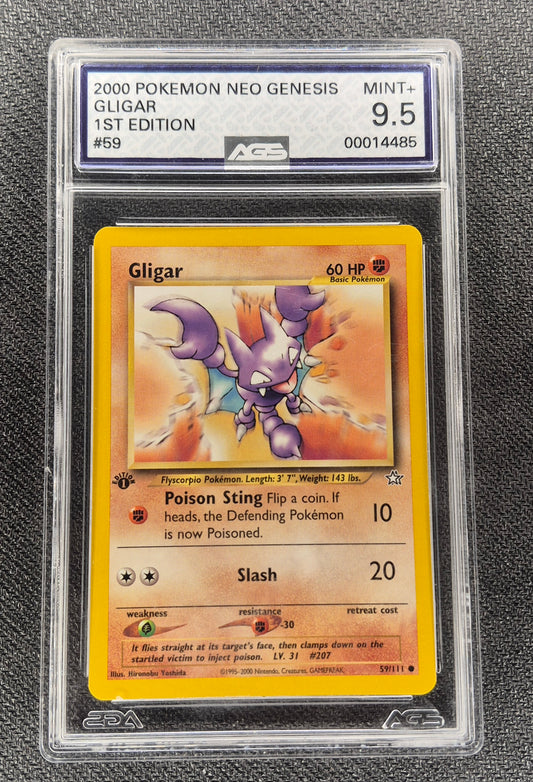 2000 POKEMON NEO GENESIS
GLIGAR
1ST EDITION
#59
MINT+
9.5
00014485
AGS
Gligar
60 HP
Basic Pokémon
Flyscorpio Pokémon. Length: 3' 7", Weight: 143 lbs.
EDITION
1
Poison Sting Flip a coin. If
heads, the Defending Pokémon
is now Poisoned.
10
Slash
20
weakness
resistance
retreat cost
-30
It flies straight at its target's face, then clamps down on the
startled victim to inject poison. LV. 31 #207
Illus. Hironobu Yoshida
©1995-2000 Nintendo, Creatures, GAMEFREAK.
59/111
AGS